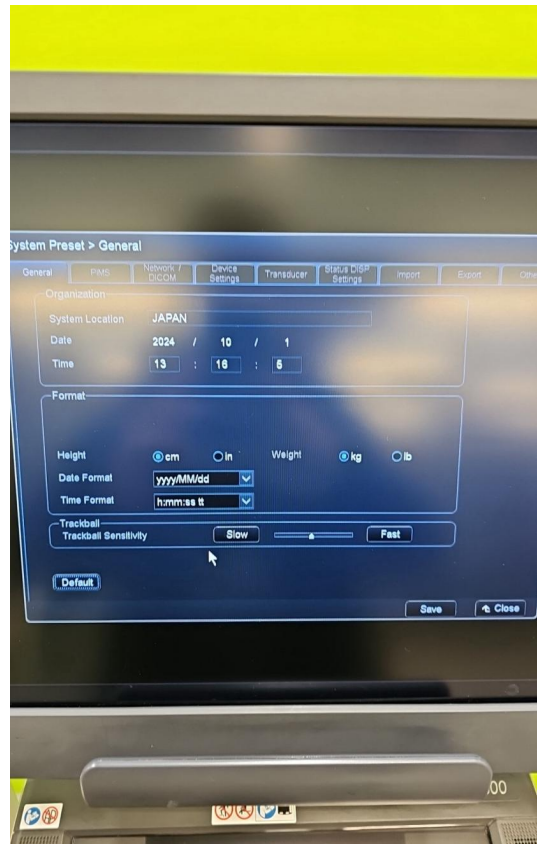 System Preset > General
General PIMS Network / DICOM Device Settings Transducer Status DISP Settings Import Export Othe
Organization
System Location JAPAN
Date 2024 / 10 / 1
Time 13 : 16 : 5
Format
Height cm in Weight kg lb
Date Format yyyy/MM/dd
Time Format h:mm:ss tt
Trackball
Trackball Sensitivity Slow Fast
Default
Save Close
00